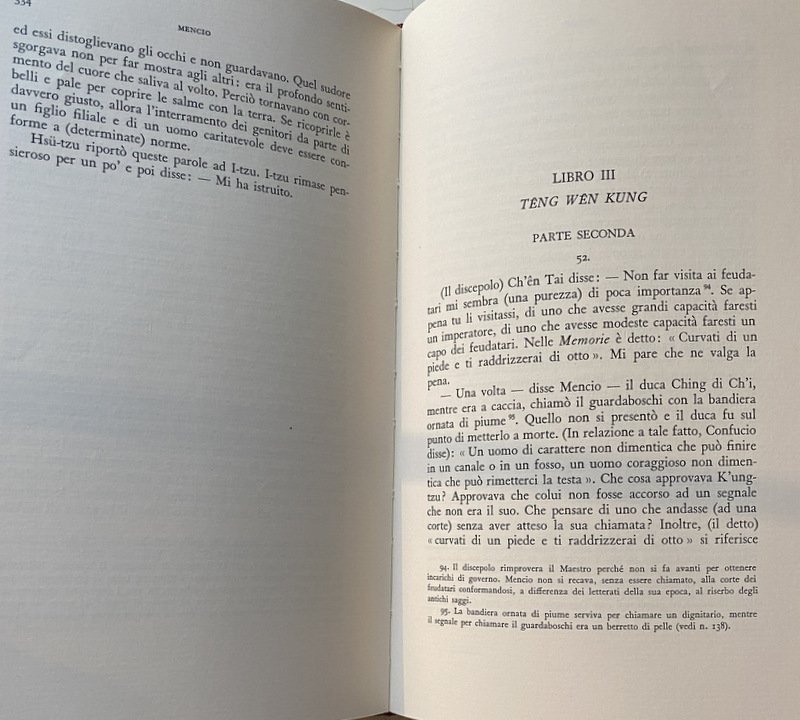 334
MENCIO
ed essi distoglievano gli occhi e non guardavano. Quel sudore
sgorgava non per far mostra agli altri: era il profondo senti-
mento del cuore che saliva al volto. Perciò tornavano con cor-
belli e pale per coprire le salme con la terra. Se ricoprirle è
davvero giusto, allora l'interramento dei genitori da parte di
un figlio filiale e di un uomo caritatevole deve essere con-
forme a (determinate) norme.
Hsü-tzu riportò queste parole ad I-tzu. I-tzu rimase pen-
sieroso per un po' e poi disse: — Mi ha istruito.
LIBRO III
TÊNG WÊN KUNG
PARTE SECONDA
52.
(Il discepolo) Ch'ên Tai disse: — Non far visita ai feuda-
tari mi sembra (una purezza) di poca importanza⁹⁴. Se ap-
pena tu li visitassi, di uno che avesse grandi capacità faresti
un imperatore, di uno che avesse modeste capacità faresti un
capo dei feudatari. Nelle Memorie è detto: « Curvati di un
piede e ti raddrizzerai di otto ». Mi pare che ne valga la
pena.
— Una volta — disse Mencio — il duca Ching di Ch'i,
mentre era a caccia, chiamò il guardaboschi con la bandiera
ornata di piume⁹⁵. Quello non si presentò e il duca fu sul
punto di metterlo a morte. (In relazione a tale fatto, Confucio
disse): « Un uomo di carattere non dimentica che può finire
in un canale o in un fosso, un uomo coraggioso non dimen-
tica che può rimetterci la testa ». Che cosa approvava K'ung-
tzu? Approvava che colui non fosse accorso ad un segnale
che non era il suo. Che pensare di uno che andasse (ad una
corte) senza aver atteso la sua chiamata? Inoltre, (il detto)
« curvati di un piede e ti raddrizzerai di otto » si riferisce
94. Il discepolo rimprovera il Maestro perché non si fa avanti per ottenere
incarichi di governo. Mencio non si recava, senza essere chiamato, alla corte dei
feudatari conformandosi, a differenza dei letterati della sua epoca, al riserbo degli
antichi saggi.
95. La bandiera ornata di piume serviva per chiamare un dignitario, mentre
il segnale per chiamare il guardaboschi era un berretto di pelle (vedi n. 138).